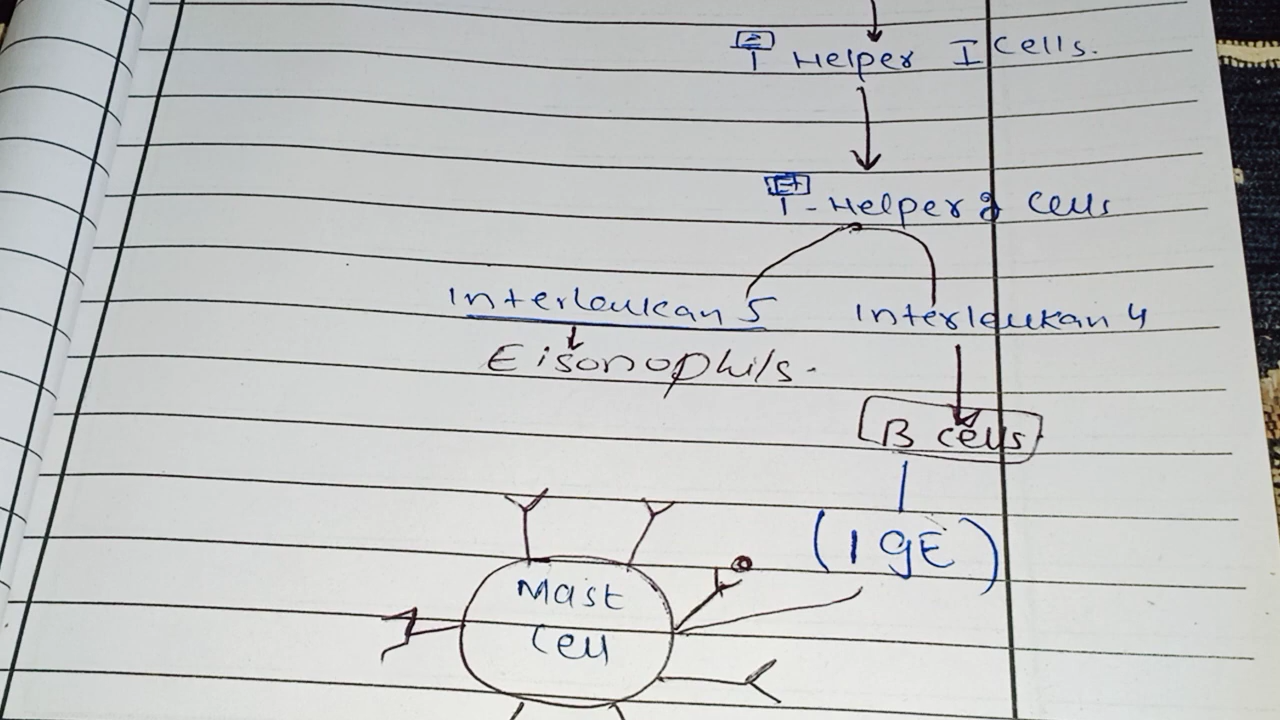 T Helper I Cells.
T-Helper 2 Cells
Interleukan 5 Interleukan 4
Eisonophils.
B cells
(IgE)
Mast
Cell